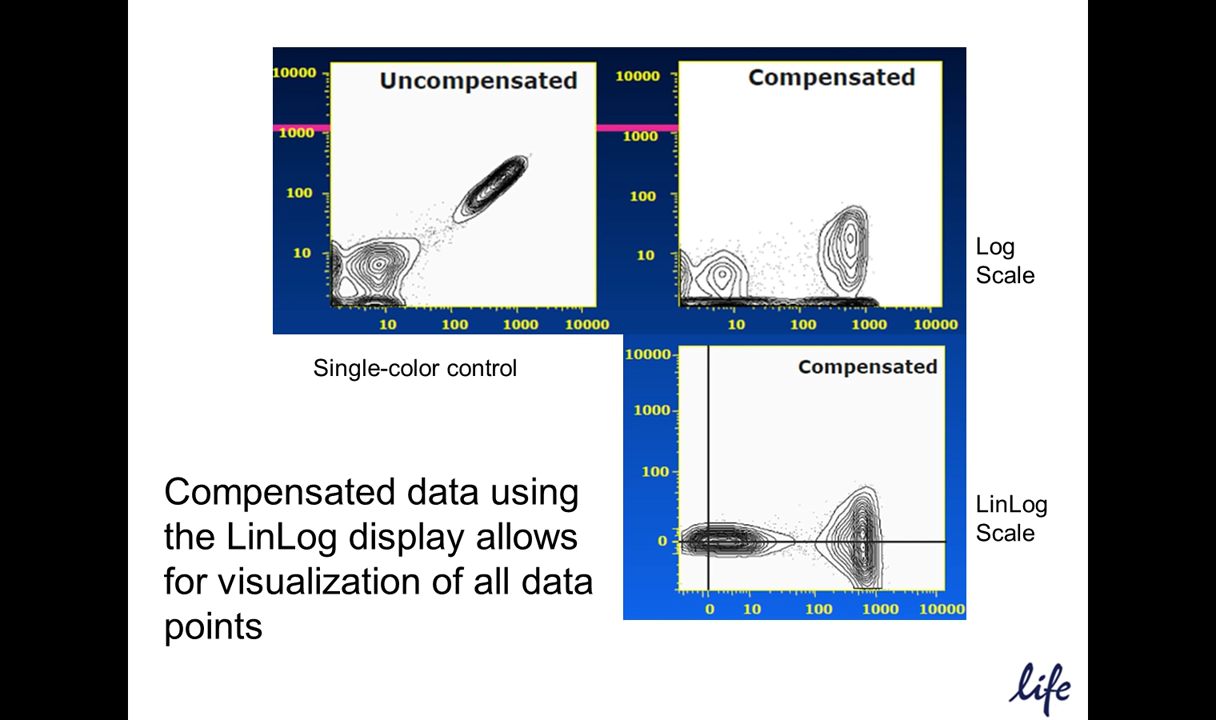 Uncompensated
10000
1000
100
10
10 100 1000 10000
Compensated
10000
1000
100
10
10 100 1000 10000
Log
Scale
Single-color control
Compensated
10000
1000
100
0
0 10 100 1000 10000
LinLog
Scale
Compensated data using
the LinLog display allows
for visualization of all data
points
life